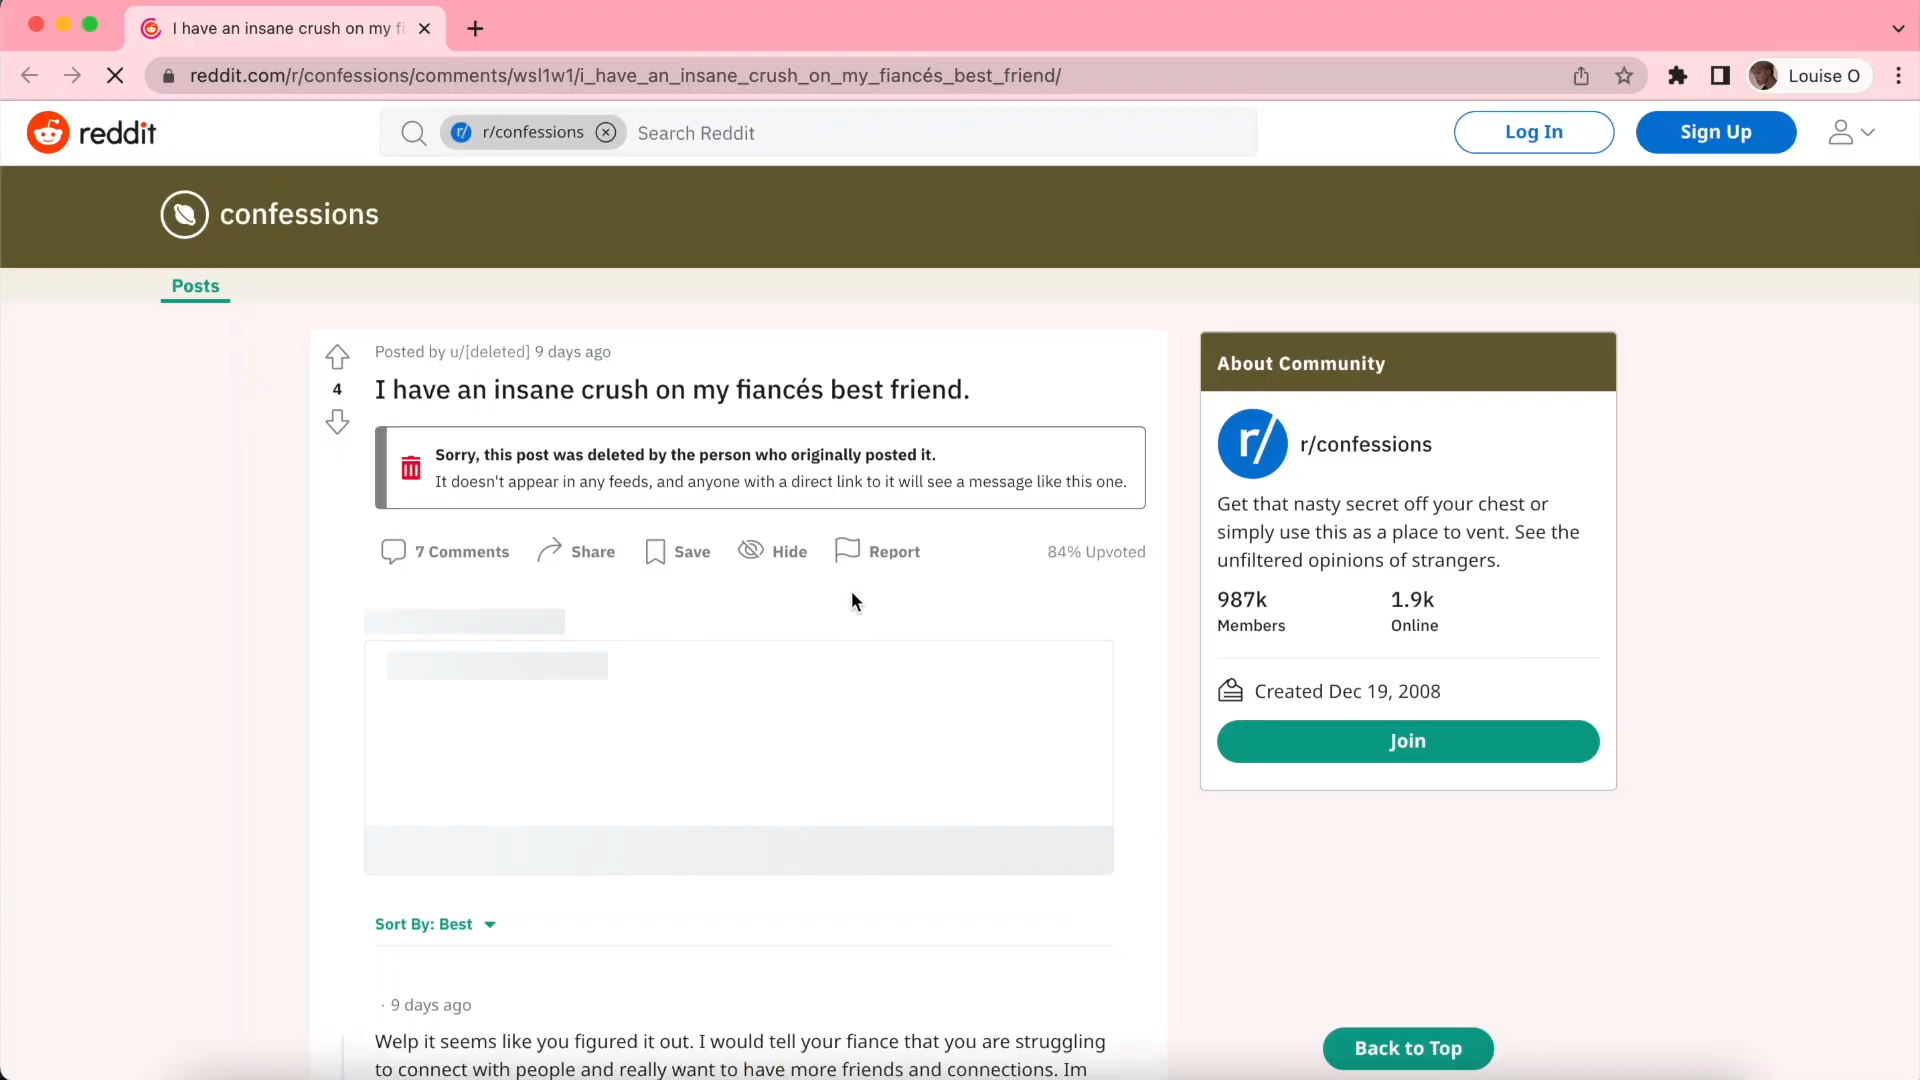 I have an insane crush on my fi
reddit.com/r/confessions/comments/wsl1w1/i_have_an_insane_crush_on_my_fiancés_best_friend/
Louise O
reddit
r/confessions
Search Reddit
Log In
Sign Up
confessions
Posts
Posted by u/[deleted] 9 days ago
4
I have an insane crush on my fiancés best friend.
Sorry, this post was deleted by the person who originally posted it.
It doesn't appear in any feeds, and anyone with a direct link to it will see a message like this one.
7 Comments
Share
Save
Hide
Report
84% Upvoted
Sort By: Best
· 9 days ago
Welp it seems like you figured it out. I would tell your fiance that you are struggling
to connect with people and really want to have more friends and connections. Im
About Community
r/
r/confessions
Get that nasty secret off your chest or
simply use this as a place to vent. See the
unfiltered opinions of strangers.
987k
Members
1.9k
Online
Created Dec 19, 2008
Join
Back to Top